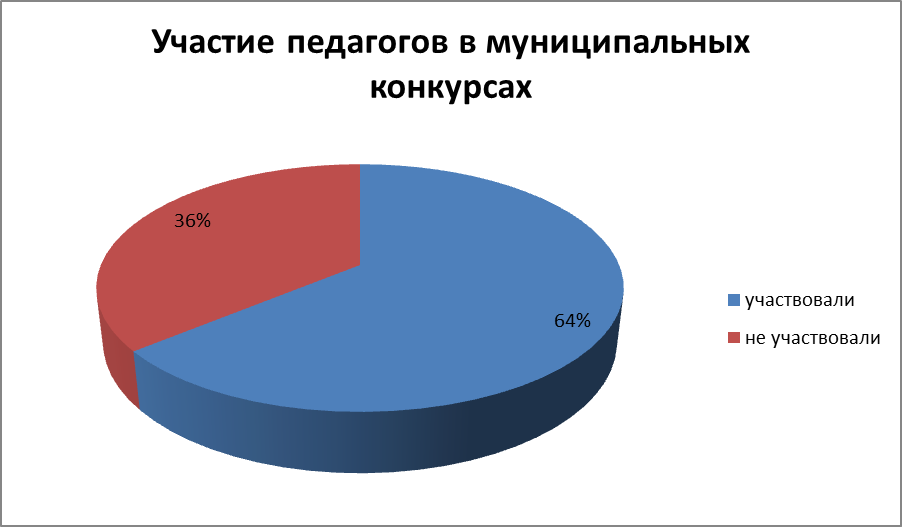 Участие педагогов в муниципальных
конкурсах
36%
64%
участвовали
не участвовали